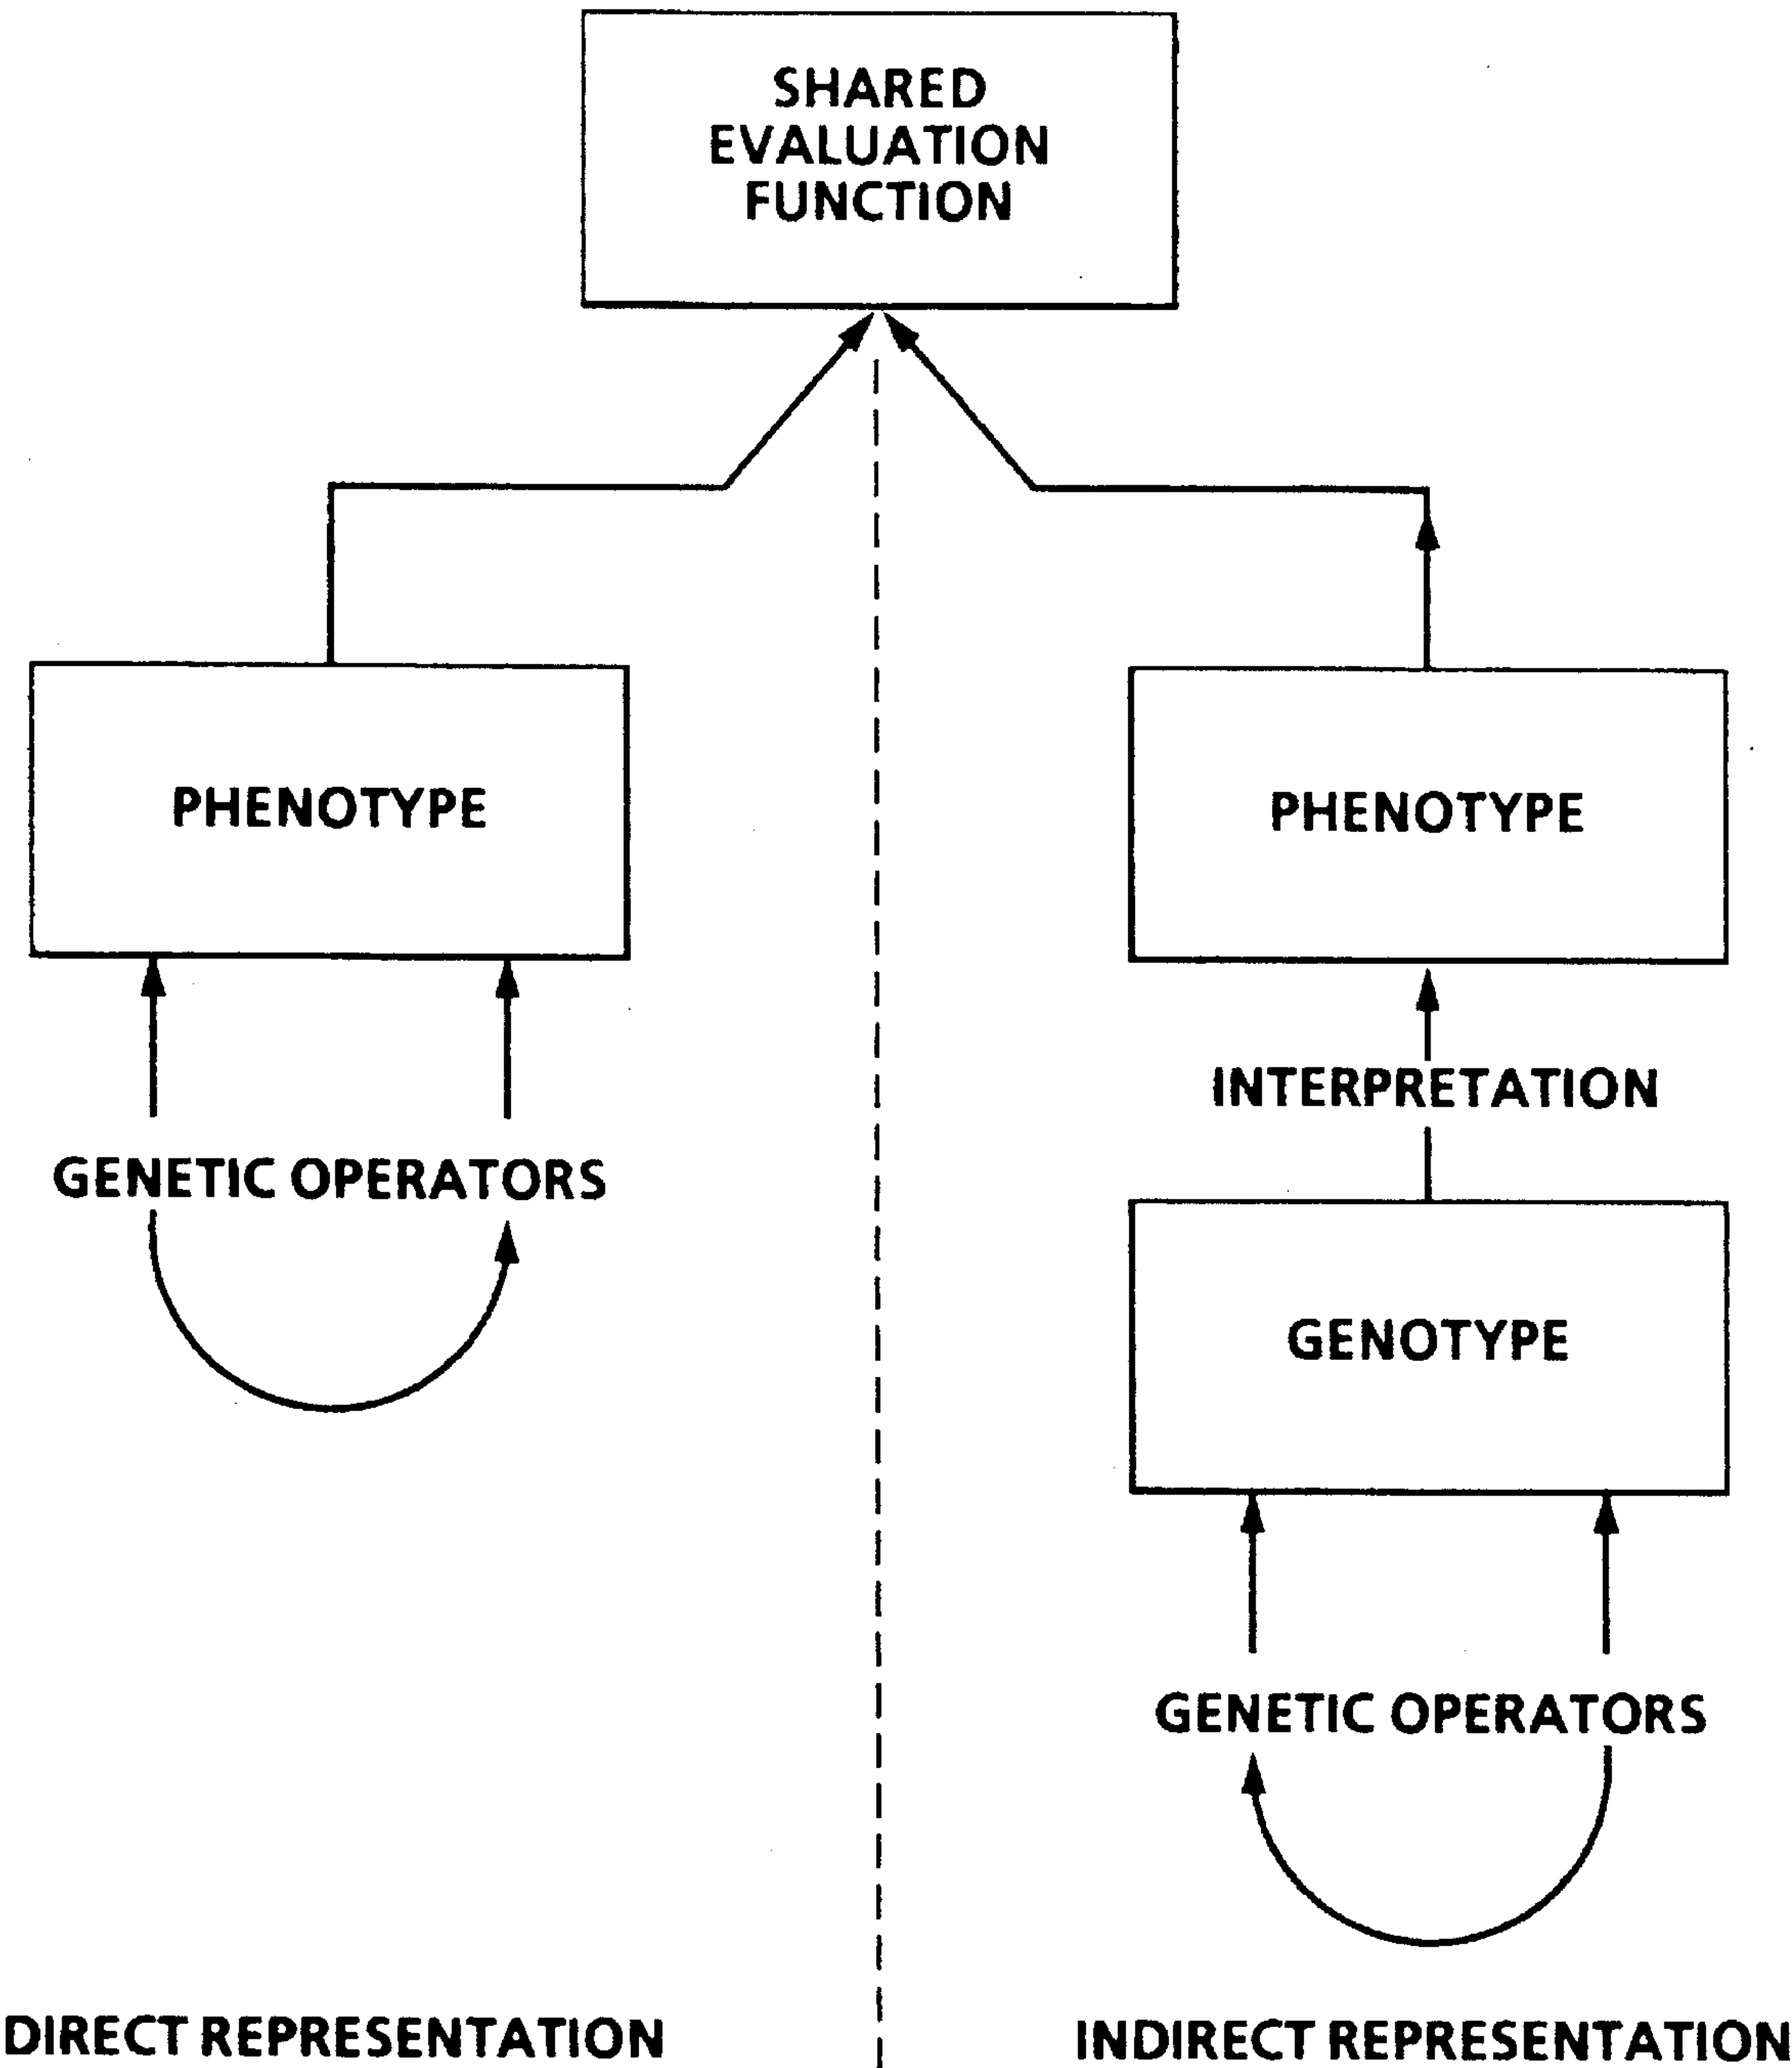 SHARED
EVALUATION
FUNCTION
PHENOTYPE
GENETIC OPERATORS
DIRECT REPRESENTATION
PHENOTYPE
INTERPRETATION
GENOTYPE
GENETIC OPERATORS
INDIRECT REPRESENTATION